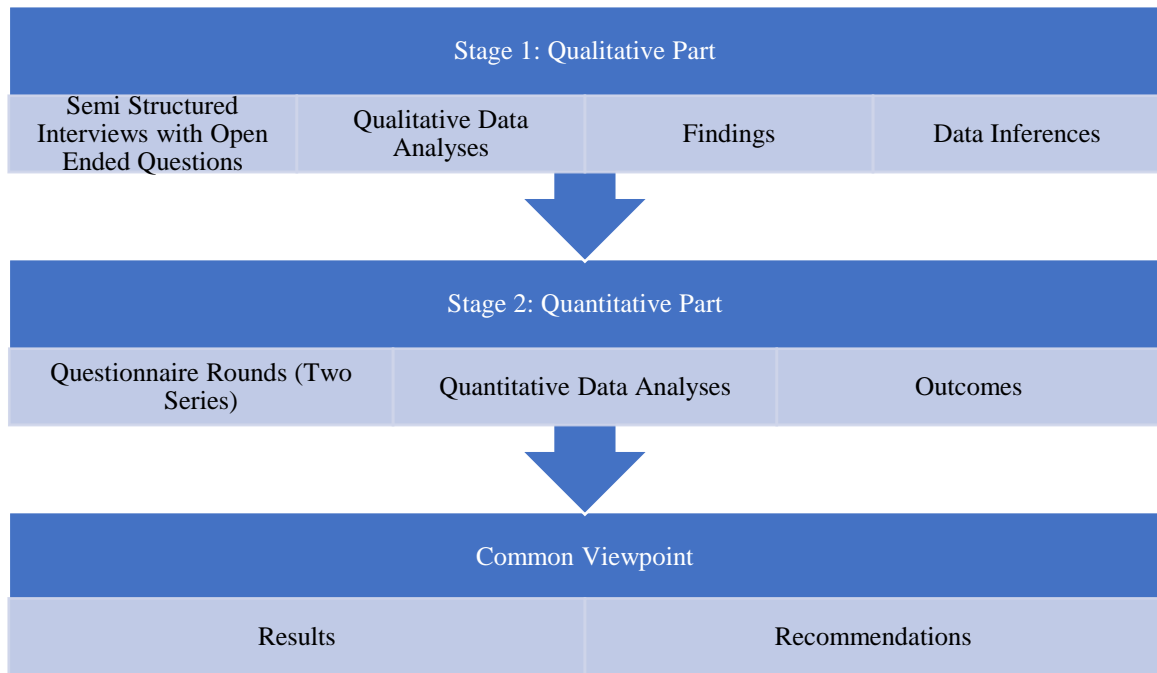 Stage 1: Qualitative Part
Semi Structured
Interviews with Open
Ended Questions
Qualitative Data
Analyses
Findings
Data Inferences
Stage 2: Quantitative Part
Questionnaire Rounds (Two
Series)
Quantitative Data Analyses
Outcomes
Common Viewpoint
Results
Recommendations